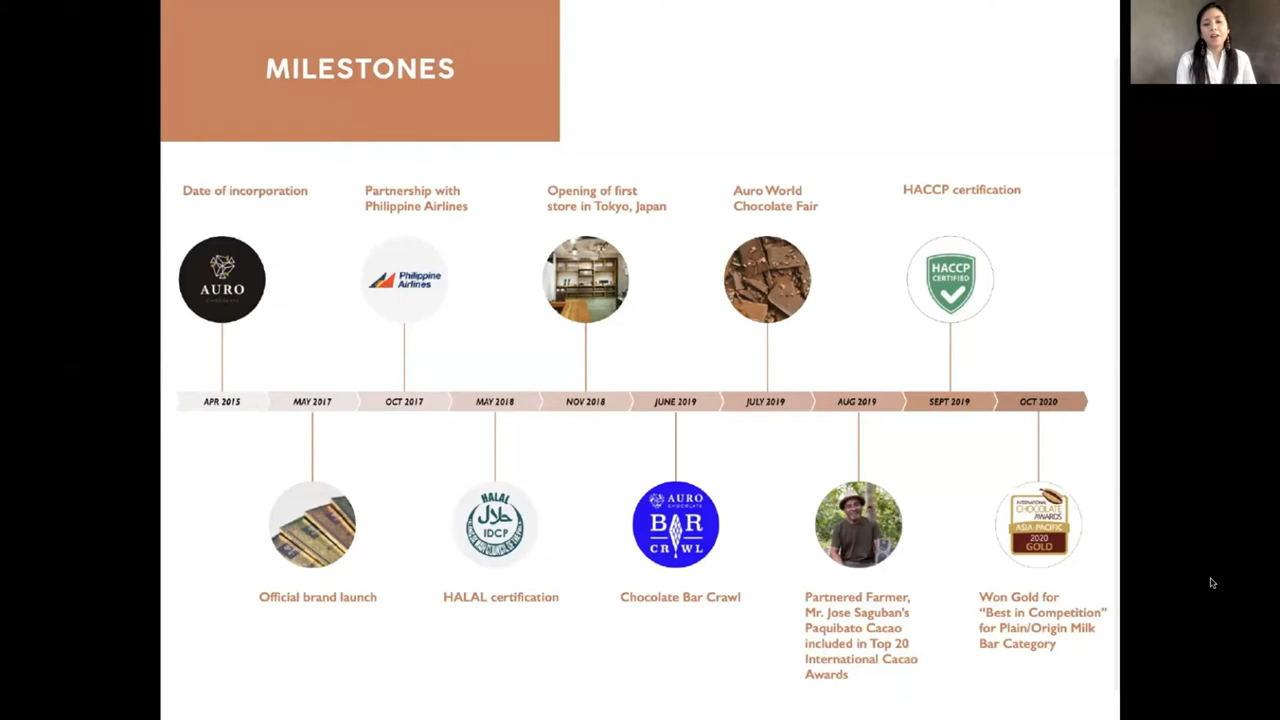 MILESTONES
Date of incorporation
Partnership with
Philippine Airlines
Opening of first
store in Tokyo, Japan
Auro World
Chocolate Fair
HACCP certification
AURO
CHOCOLATE
Philippine
Airlines
HACCP
CERTIFIED
APR 2015
MAY 2017
OCT 2017
MAY 2018
NOV 2018
JUNE 2019
JULY 2019
AUG 2019
SEPT 2019
OCT 2020
HALAL
حلال
IDCP
AURO
CHOCOLATE
BAR
CRAWL
INTERNATIONAL
CHOCOLATE
AWARDS
ASIA-PACIFIC
2020
GOLD
Official brand launch
HALAL certification
Chocolate Bar Crawl
Partnered Farmer,
Mr. Jose Saguban's
Paquibato Cacao
included in Top 20
International Cacao
Awards
Won Gold for
“Best in Competition”
for Plain/Origin Milk
Bar Category